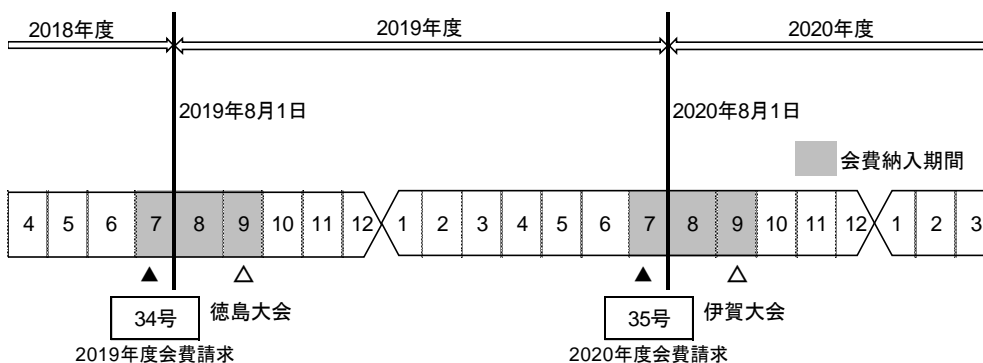 2018年度
2019年度
2020年度
2019年8月1日
2020年8月1日
会費納入期間
4 5 6 7 8 9 10 11 12 1 2 3 4 5 6 7 8 9 10 11 12 1 2 3
▲ △ ▲ △
34号 徳島大会
35号 伊賀大会
2019年度会費請求
2020年度会費請求